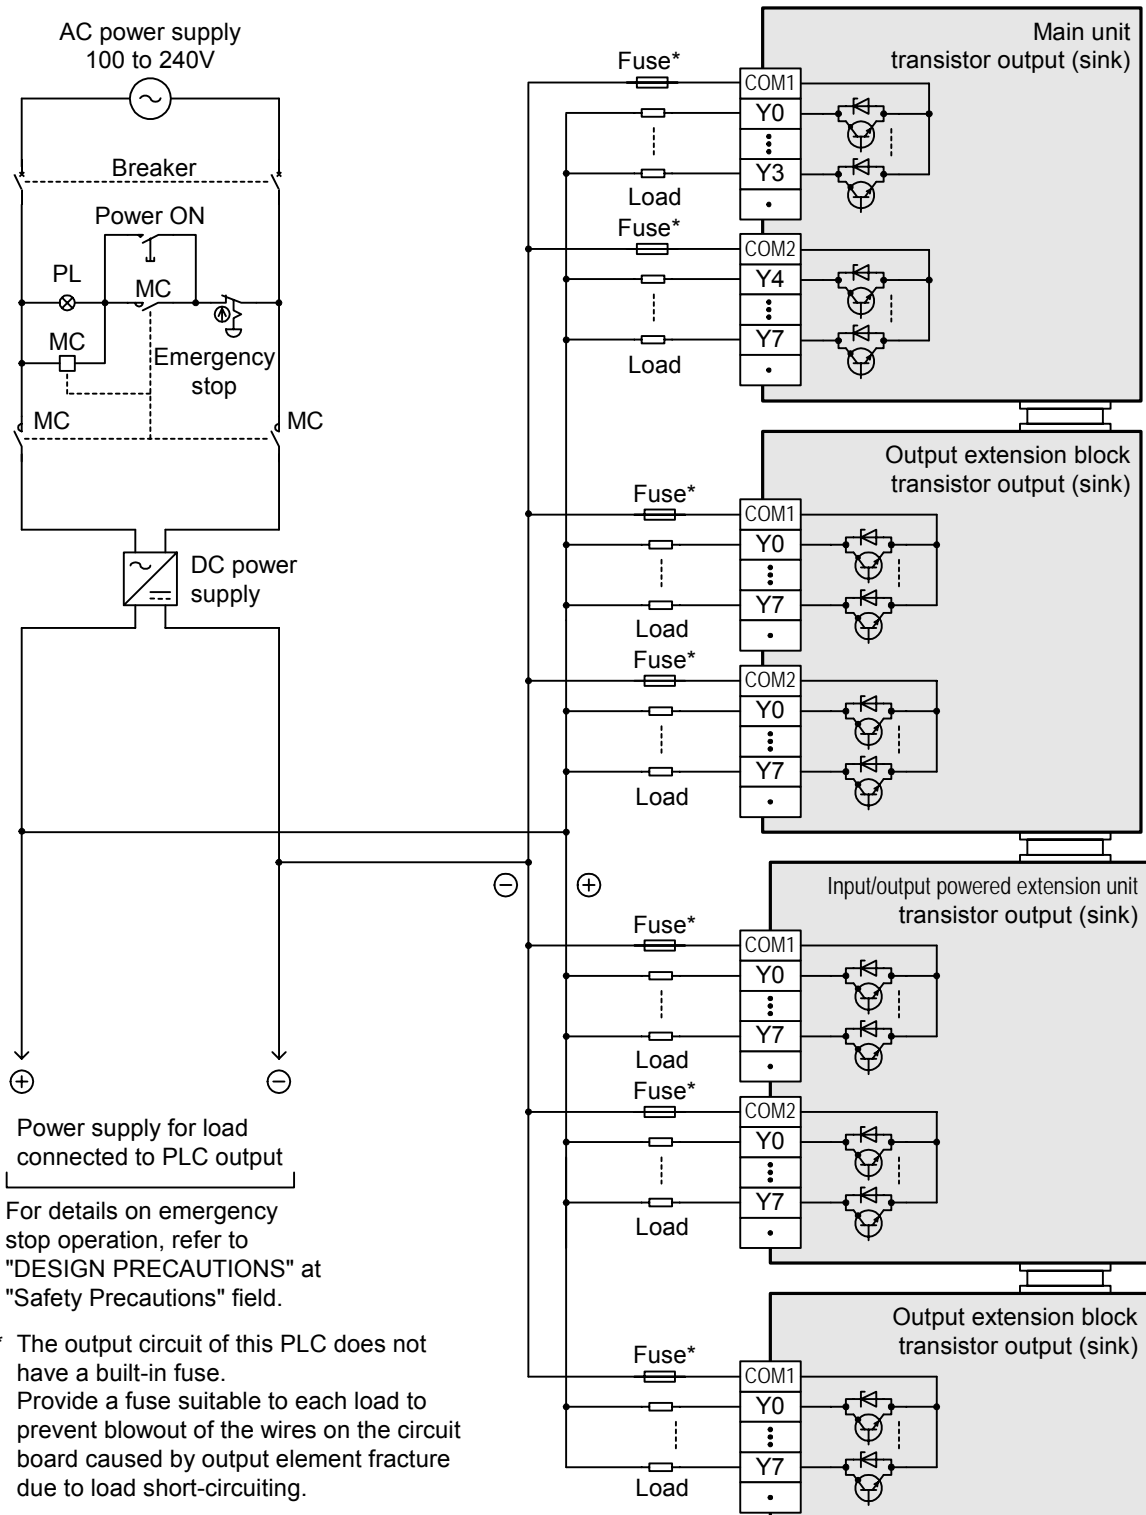 AC power supply
100 to 240V
Breaker
Power ON
PL
MC
MC
Emergency
stop
MC
MC
DC power
supply
Power supply for load
connected to PLC output
For details on emergency
stop operation, refer to
"DESIGN PRECAUTIONS" at
"Safety Precautions" field.
* The output circuit of this PLC does not
have a built-in fuse.
Provide a fuse suitable to each load to
prevent blowout of the wires on the circuit
board caused by output element fracture
due to load short-circuiting.
Main unit
transistor output (sink)
Fuse*
COM1
Y0
Y3
Load
Fuse*
COM2
Y4
Y7
Load
Output extension block
transistor output (sink)
Fuse*
COM1
Y0
Y7
Load
Fuse*
COM2
Y0
Y7
Load
Input/output powered extension unit
transistor output (sink)
Fuse*
COM1
Y0
Y7
Load
Fuse*
COM2
Y0
Y7
Load
Output extension block
transistor output (sink)
Fuse*
COM1
Y0
Y7
Load